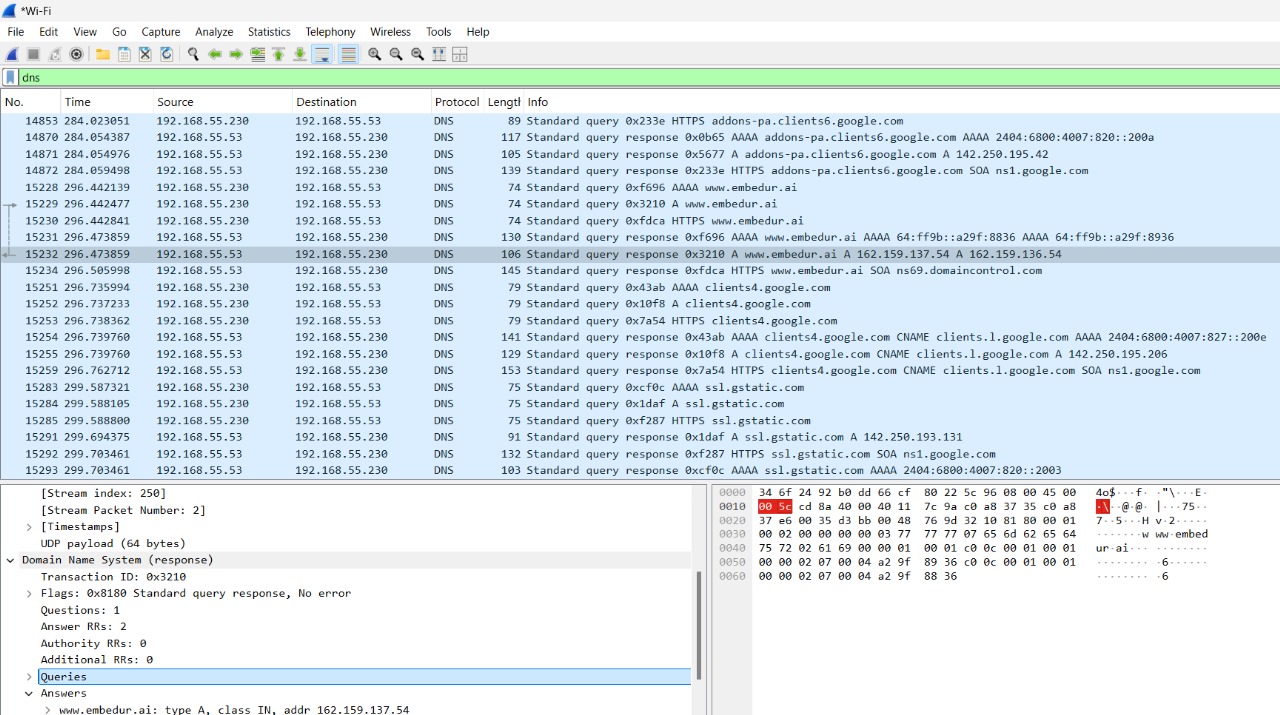 *Wi-Fi
File Edit View Go Capture Analyze Statistics Telephony Wireless Tools Help
dns
No. Time Source Destination Protocol Length Info
14853 284.023051 192.168.55.230 192.168.55.53 DNS 89 Standard query 0x233e HTTPS addons-pa.clients6.google.com
14870 284.054387 192.168.55.53 192.168.55.230 DNS 117 Standard query response 0x0b65 AAAA addons-pa.clients6.google.com AAAA 2404:6800:4007:820::200a
14871 284.054976 192.168.55.53 192.168.55.230 DNS 105 Standard query response 0x5677 A addons-pa.clients6.google.com A 142.250.195.42
14872 284.059498 192.168.55.53 192.168.55.230 DNS 139 Standard query response 0x233e HTTPS addons-pa.clients6.google.com SOA ns1.google.com
15228 296.442139 192.168.55.230 192.168.55.53 DNS 74 Standard query 0xf696 AAAA www.embedur.ai
15229 296.442477 192.168.55.230 192.168.55.53 DNS 74 Standard query 0x3210 A www.embedur.ai
15230 296.442841 192.168.55.230 192.168.55.53 DNS 74 Standard query 0xfdca HTTPS www.embedur.ai
15231 296.473859 192.168.55.53 192.168.55.230 DNS 130 Standard query response 0xf696 AAAA www.embedur.ai AAAA 64:ff9b::a29f:8836 AAAA 64:ff9b::a29f:8936
15232 296.473859 192.168.55.53 192.168.55.230 DNS 106 Standard query response 0x3210 A www.embedur.ai A 162.159.137.54 A 162.159.136.54
15234 296.505998 192.168.55.53 192.168.55.230 DNS 145 Standard query response 0xfdca HTTPS www.embedur.ai SOA ns69.domaincontrol.com
15251 296.735994 192.168.55.230 192.168.55.53 DNS 79 Standard query 0x43ab AAAA clients4.google.com
15252 296.737233 192.168.55.230 192.168.55.53 DNS 79 Standard query 0x10f8 A clients4.google.com
15253 296.738362 192.168.55.230 192.168.55.53 DNS 79 Standard query 0x7a54 HTTPS clients4.google.com
15254 296.739760 192.168.55.53 192.168.55.230 DNS 141 Standard query response 0x43ab AAAA clients4.google.com CNAME clients.l.google.com AAAA 2404:6800:4007:827::200e
15255 296.739760 192.168.55.53 192.168.55.230 DNS 129 Standard query response 0x10f8 A clients4.google.com CNAME clients.l.google.com A 142.250.195.206
15259 296.762712 192.168.55.53 192.168.55.230 DNS 153 Standard query response 0x7a54 HTTPS clients4.google.com CNAME clients.l.google.com SOA ns1.google.com
15283 299.587321 192.168.55.230 192.168.55.53 DNS 75 Standard query 0xcf0c AAAA ssl.gstatic.com
15284 299.588105 192.168.55.230 192.168.55.53 DNS 75 Standard query 0x1daf A ssl.gstatic.com
15285 299.588800 192.168.55.230 192.168.55.53 DNS 75 Standard query 0xf287 HTTPS ssl.gstatic.com
15291 299.694375 192.168.55.53 192.168.55.230 DNS 91 Standard query response 0x1daf A ssl.gstatic.com A 142.250.193.131
15292 299.703461 192.168.55.53 192.168.55.230 DNS 132 Standard query response 0xf287 HTTPS ssl.gstatic.com SOA ns1.google.com
15293 299.703461 192.168.55.53 192.168.55.230 DNS 103 Standard query response 0xcf0c AAAA ssl.gstatic.com AAAA 2404:6800:4007:820::2003
[Stream index: 250]
[Stream Packet Number: 2]
[Timestamps]
UDP payload (64 bytes)
Domain Name System (response)
Transaction ID: 0x3210
Flags: 0x8180 Standard query response, No error
Questions: 1
Answer RRs: 2
Authority RRs: 0
Additional RRs: 0
Queries
Answers
www.embedur.ai: type A, class IN, addr 162.159.137.54
0000 34 6f 24 92 b0 dd 66 cf 80 22 5c 96 08 00 45 00 4o$···f· ·"\···E·
0010 00 5c cd 8a 40 00 40 11 7c 9a c0 a8 37 35 c0 a8 ·\··@·@· |···75··
0020 37 e6 00 35 d3 bb 00 48 76 9d 32 10 81 80 00 01 7··5···H v·2·····
0030 00 02 00 00 00 00 03 77 77 77 07 65 6d 62 65 64 ·······w ww·embed
0040 75 72 02 61 69 00 00 01 00 01 c0 0c 00 01 00 01 ur·ai··· ········
0050 00 00 02 07 00 04 a2 9f 89 36 c0 0c 00 01 00 01 ········ ·6······
0060 00 00 02 07 00 04 a2 9f 88 36 ········ ·6